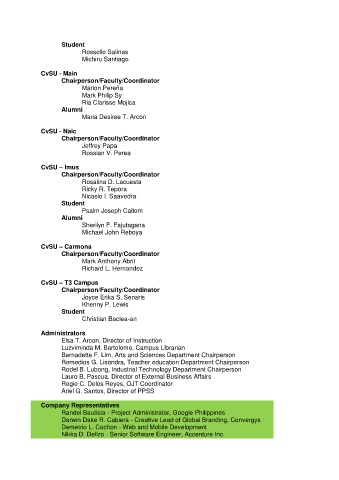 Student
Rosselle Salinas
Michiru Santiago
CvSU - Main
Chairperson/Faculty/Coordinator
Marlon Pereña
Mark Philip Sy
Ria Clarisse Mojica
Alumni
Maria Desiree T. Arcon
CvSU - Naic
Chairperson/Faculty/Coordinator
Jeffrey Papa
Rossian V. Perea
CvSU – Imus
Chairperson/Faculty/Coordinator
Rosalina D. Lacuesta
Ricky R. Tepora
Nicasio I. Saavedra
Student
Psalm Joseph Caitom
Alumni
Sherilyn F. Fajutagana
Michael John Reboya
CvSU – Carmona
Chairperson/Faculty/Coordinator
Mark Anthony Abril
Richard L. Hernandez
CvSU – T3 Campus
Chairperson/Faculty/Coordinator
Joyce Erika S. Senaris
Khenny P. Lewis
Student
Christian Baclea-an
Administrators
Elsa T. Arcon, Director of Instruction
Luzviminda M. Bartolome, Campus Librarian
Bernadette F. Lim, Arts and Sciences Department Chairperson
Remedios G. Lisondra, Teacher education Department Chairperson
Rodel B. Lubong, Industrial Technology Department Chairperson
Lauro B. Pascua, Director of External Business Affairs
Regie C. Delos Reyes, OJT Coordinator
Ariel G. Santos, Director of PPSS
Company Representatives
Randel Bautista - Project Administrator, Google Philippines
Darwin Dake R. Cabiera - Creative Lead of Global Branding, Convergys
Demetrio L. Cochon - Web and Mobile Development
Nikka D. Delizo - Senior Software Engineer, Accenture Inc.